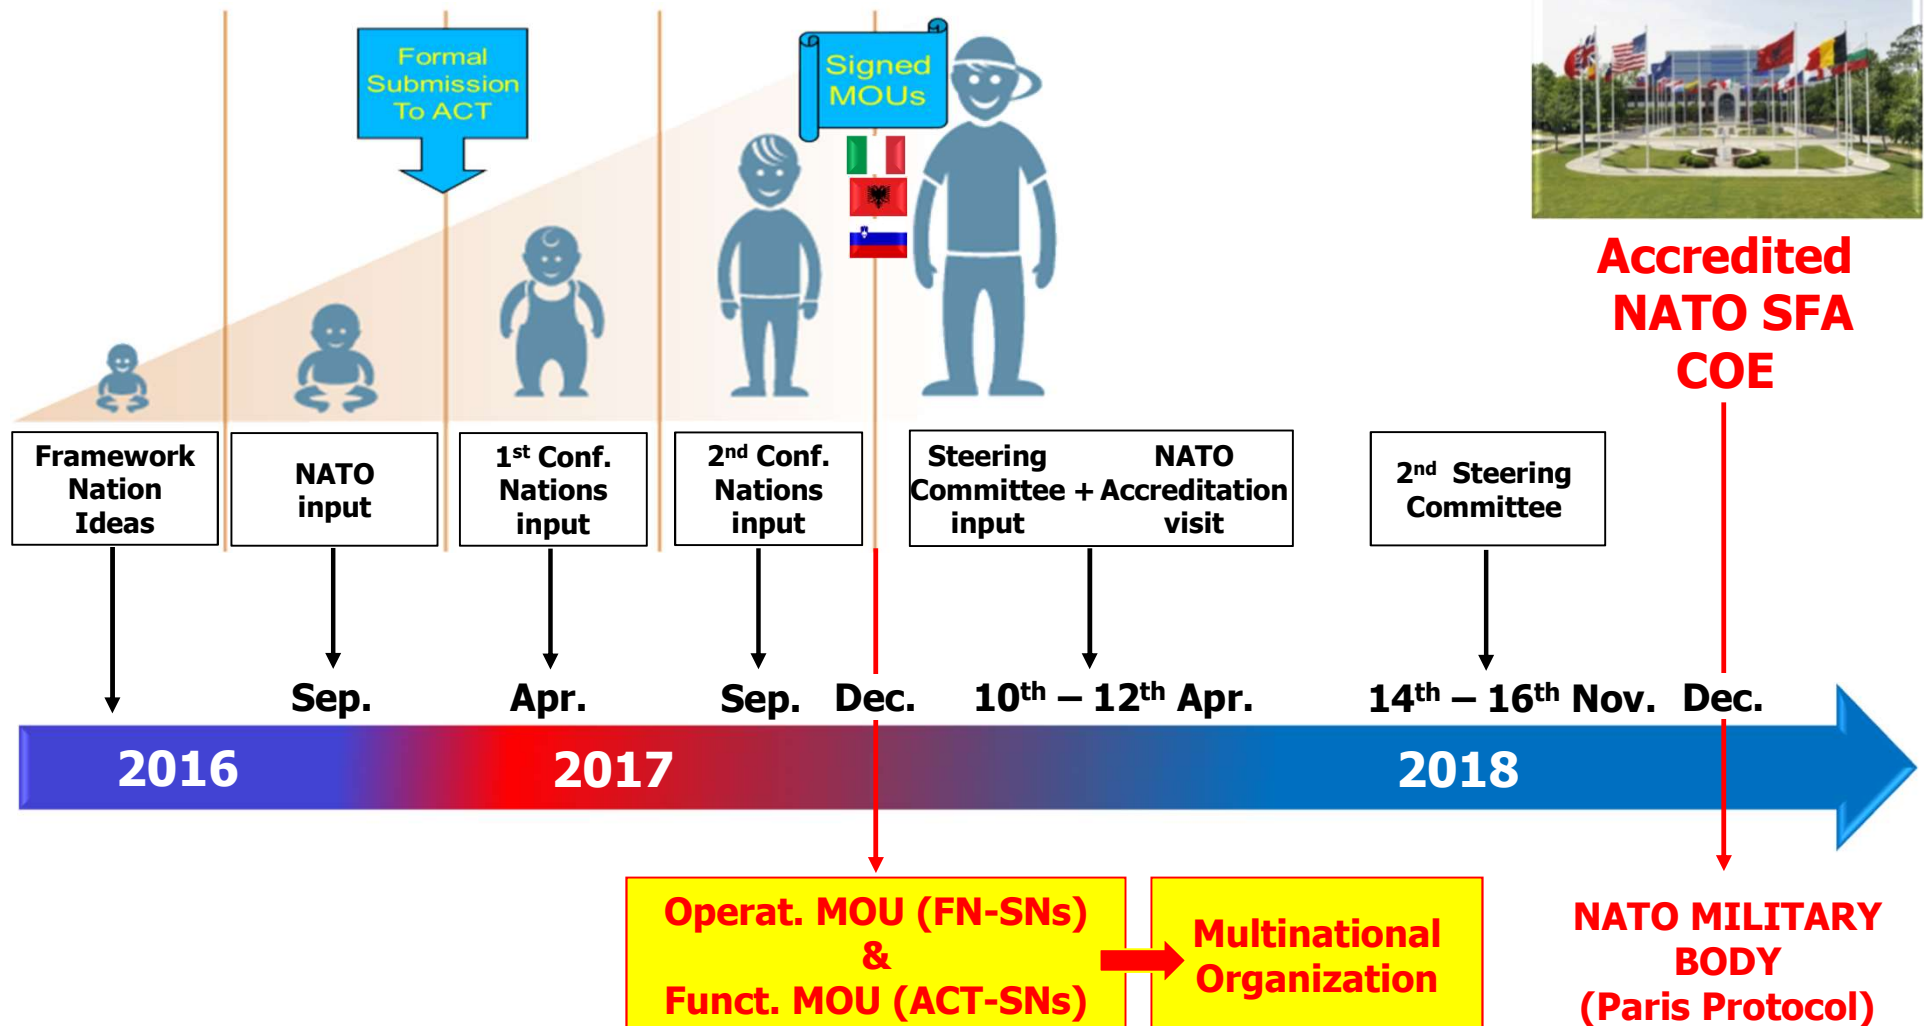 Formal
Submission
To ACT
Signed
MOUs
Accredited
NATO SFA
COE
Framework
Nation
Ideas
NATO
input
1st Conf.
Nations
input
2nd Conf.
Nations
input
Steering
Committee
input
+
NATO
Accreditation
visit
2nd Steering
Committee
Sep.
Apr.
Sep.
Dec.
10th – 12th Apr.
14th – 16th Nov.
Dec.
2016
2017
2018
Operat. MOU (FN-SNs)
&
Funct. MOU (ACT-SNs)
Multinational
Organization
NATO MILITARY
BODY
(Paris Protocol)